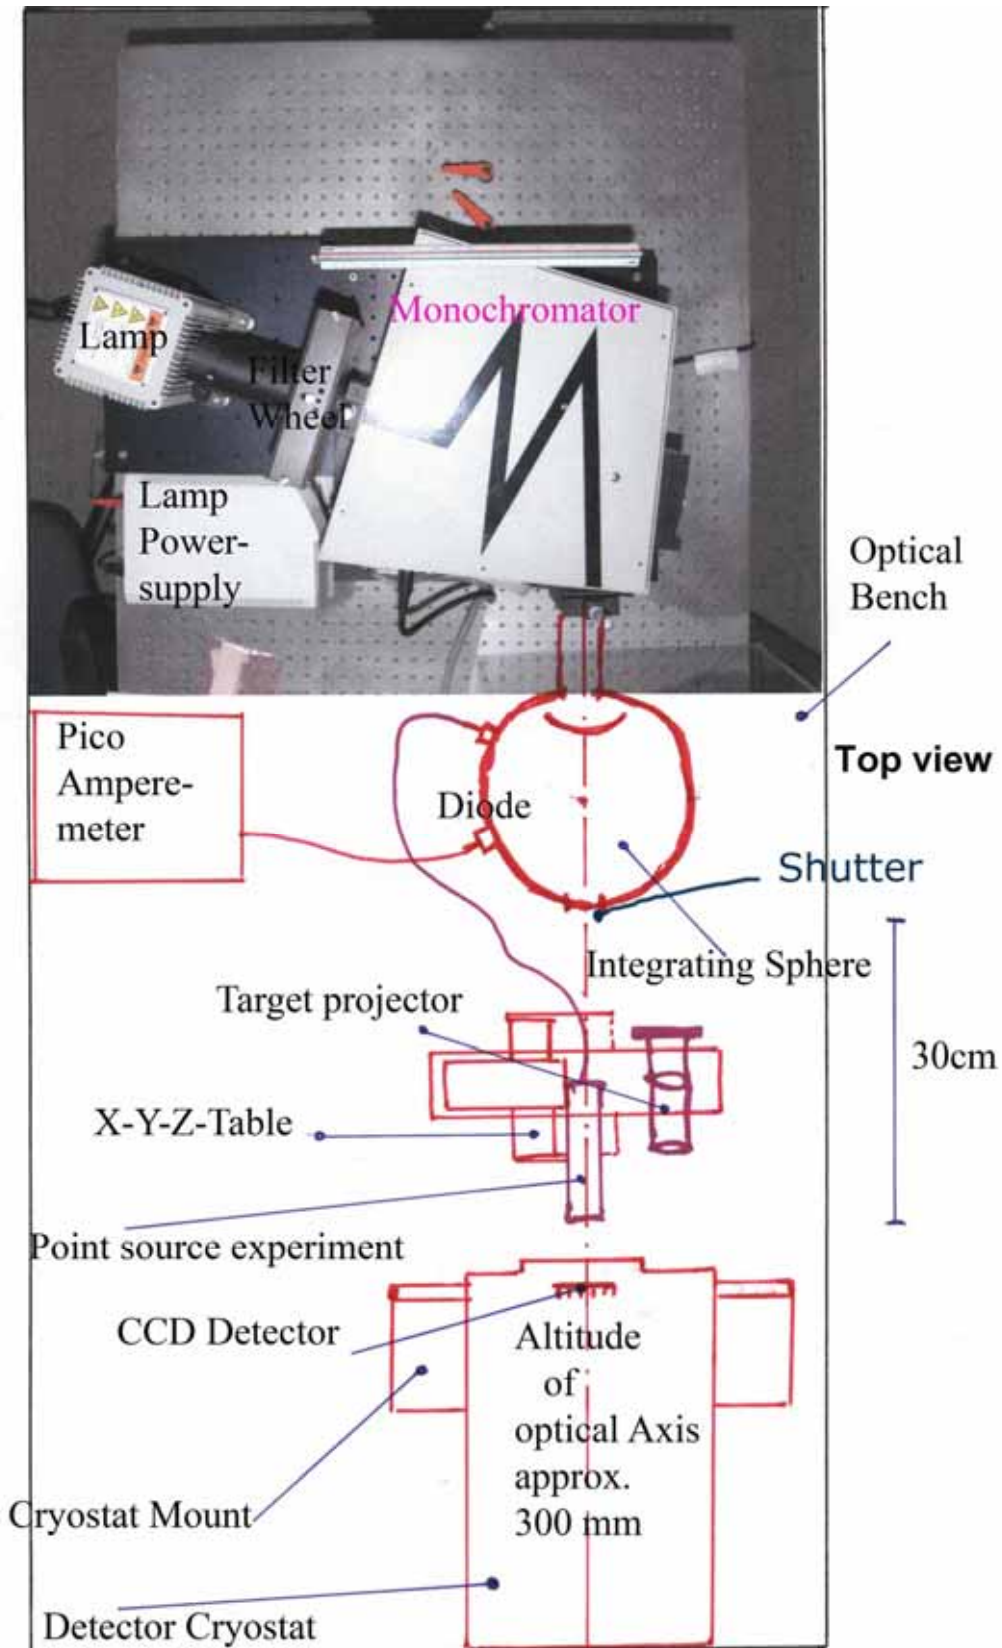 Monochromator
Lamp
Filter
Wheel
Lamp
Power-
supply
Optical
Bench
Pico
Ampere-
meter
Top view
Diode
Shutter
Integrating Sphere
Target projector
30cm
X-Y-Z-Table
Point source experiment
CCD Detector
Altitude
of
optical Axis
approx.
300 mm
Cryostat Mount
Detector Cryostat